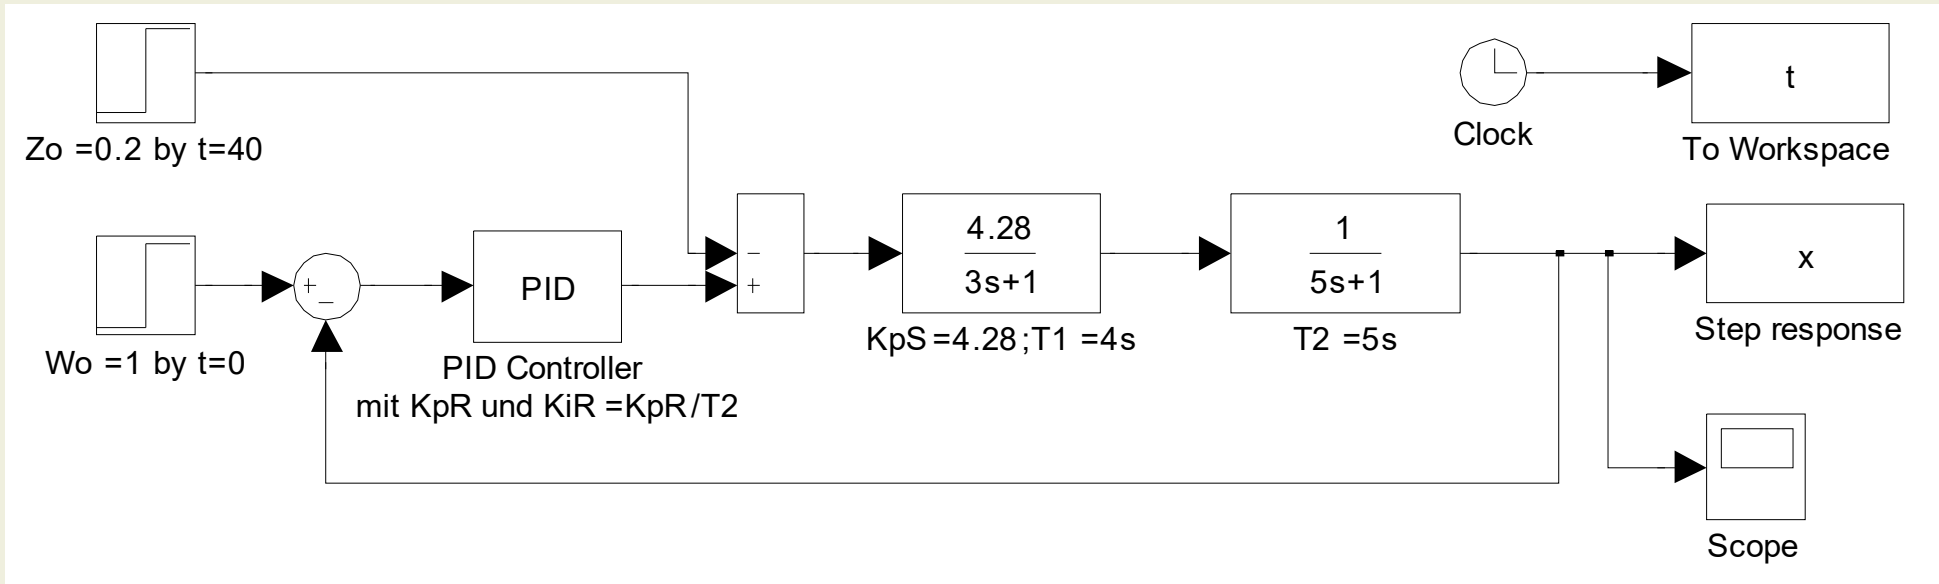 Zo =0.2 by t=40
Clock
t
To Workspace
Wo =1 by t=0
+
−
PID
PID Controller
mit KpR und KiR =KpR/T2
−
+
4.28
3s+1
KpS =4.28;T1 =4s
1
5s+1
T2 =5s
x
Step response
Scope